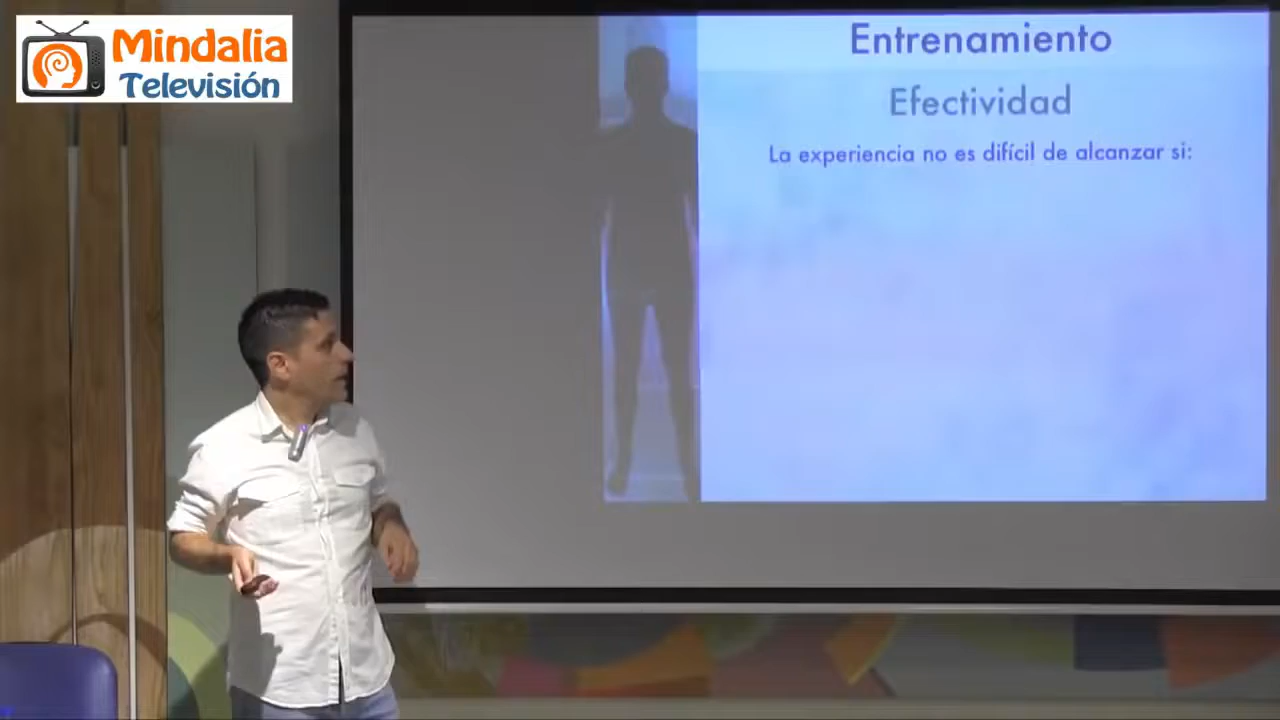 Mindalia
Televisión
Entrenamiento
Efectividad
La experiencia no es difícil de alcanzar si: